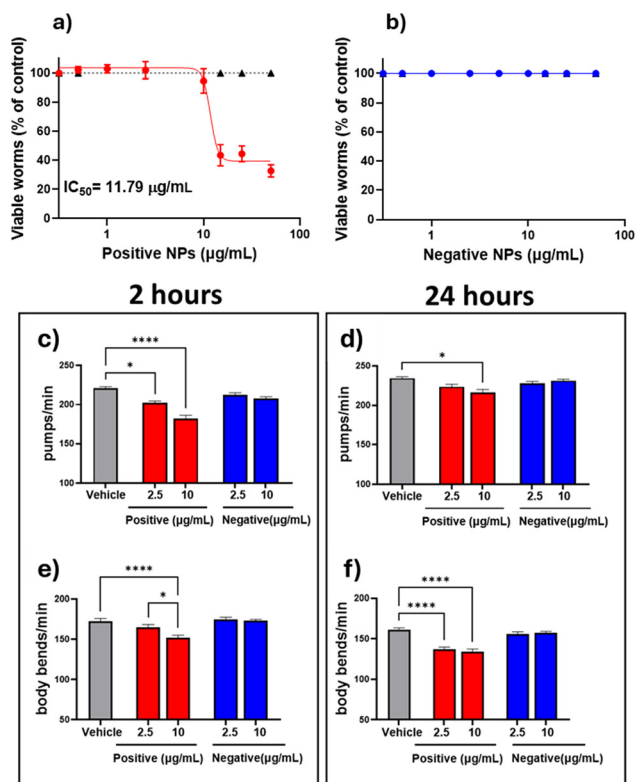 a)
Viable worms (% of control)
100
80
60
40
20
0
IC50= 11.79 μg/mL
1
10
100
Positive NPs (μg/mL)
b)
Viable worms (% of control)
100
80
60
40
20
0
1
10
100
Negative NPs (μg/mL)
2 hours
24 hours
c)
pumps/min
250
200
150
100
****
*
Vehicle
2.5
10
2.5
10
Positive (μg/mL)
Negative(μg/mL)
d)
pumps/min
250
200
150
100
*
Vehicle
2.5
10
2.5
10
Positive (μg/mL)
Negative(μg/mL)
e)
body bends/min
200
150
100
50
****
*
Vehicle
2.5
10
2.5
10
Positive (μg/mL)
Negative(μg/mL)
f)
body bends/min
200
150
100
50
****
****
Vehicle
2.5
10
2.5
10
Positive (μg/mL)
Negative(μg/mL)